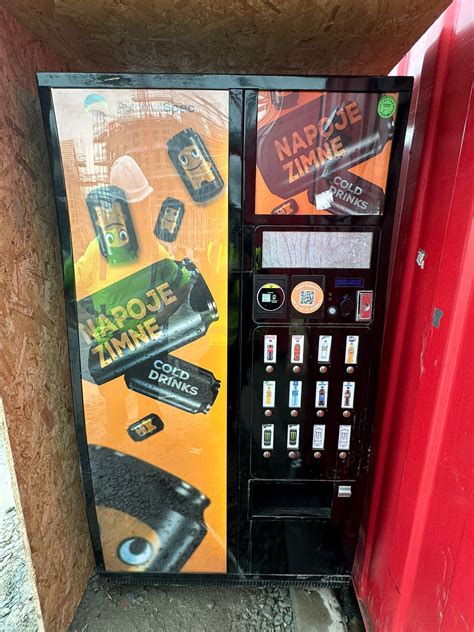 NAPOJE
ZIMNE
COLD
DRINKS
NAPOJE
ZIMNE
COLD
DRINKS